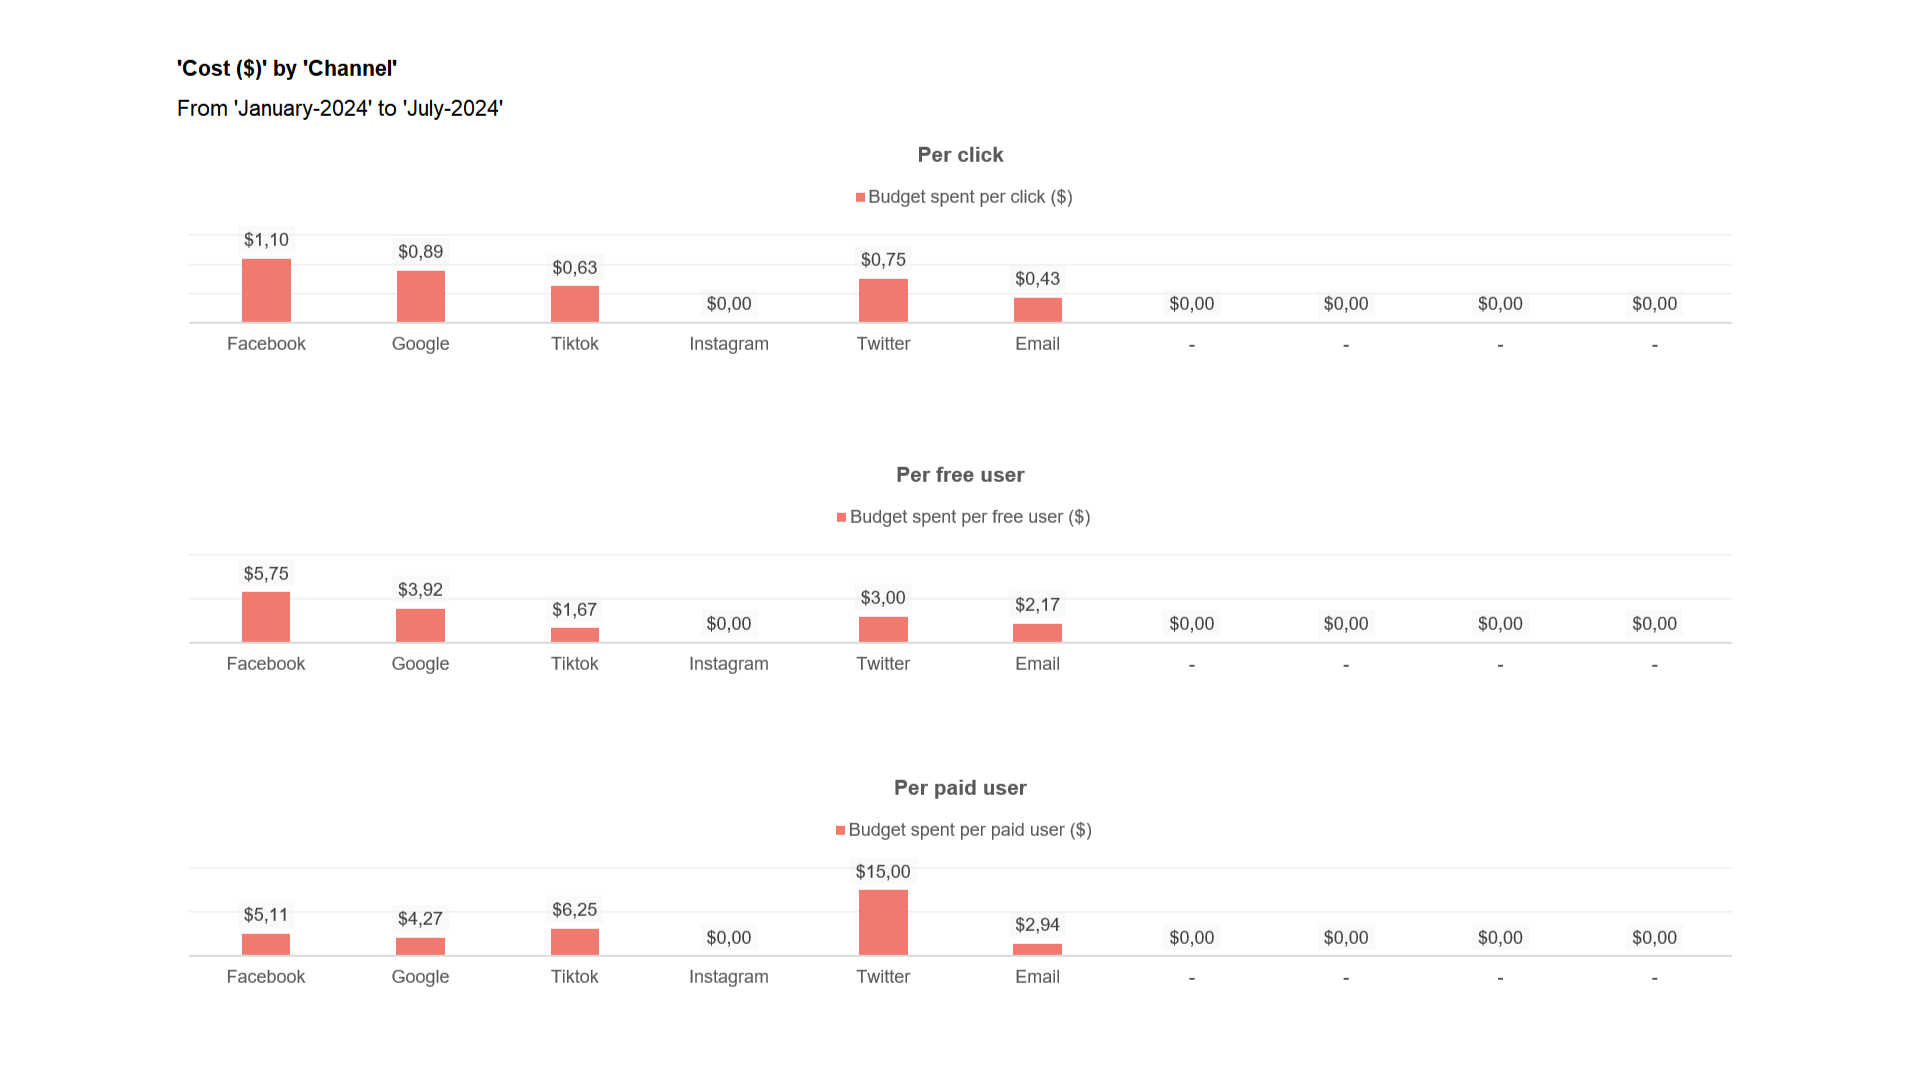 'Cost ($)' by 'Channel'
From 'January-2024' to 'July-2024'
Per click
Budget spent per click ($)
$1,10 $0,89 $0,63 $0,00 $0,75 $0,43 $0,00 $0,00 $0,00 $0,00
Facebook Google Tiktok Instagram Twitter Email - - - -
Per free user
Budget spent per free user ($)
$5,75 $3,92 $1,67 $0,00 $3,00 $2,17 $0,00 $0,00 $0,00 $0,00
Facebook Google Tiktok Instagram Twitter Email - - - -
Per paid user
Budget spent per paid user ($)
$5,11 $4,27 $6,25 $0,00 $15,00 $2,94 $0,00 $0,00 $0,00 $0,00
Facebook Google Tiktok Instagram Twitter Email - - - -